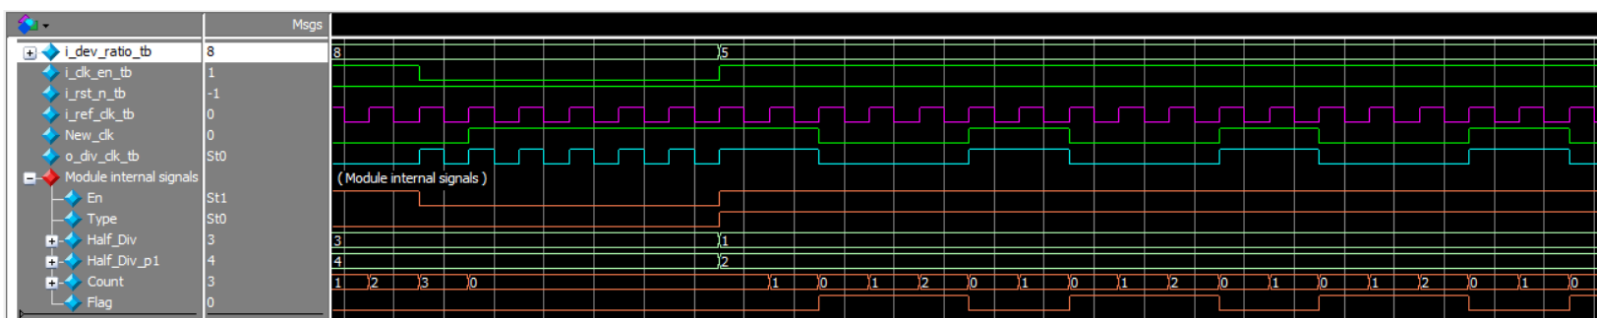 Msgs
i_dev_ratio_tb 8 8 5
i_clk_en_tb 1
i_rst_n_tb -1
i_ref_clk_tb 0
New_clk 0
o_div_clk_tb St0
Module internal signals ( Module internal signals )
En St1
Type St0
Half_Div 3 3 1
Half_Div_p1 4 4 2
Count 3 1 2 3 0 1 0 1 2 0 1 0 1 2 0 1 0 1 2 0 1 0
Flag 0